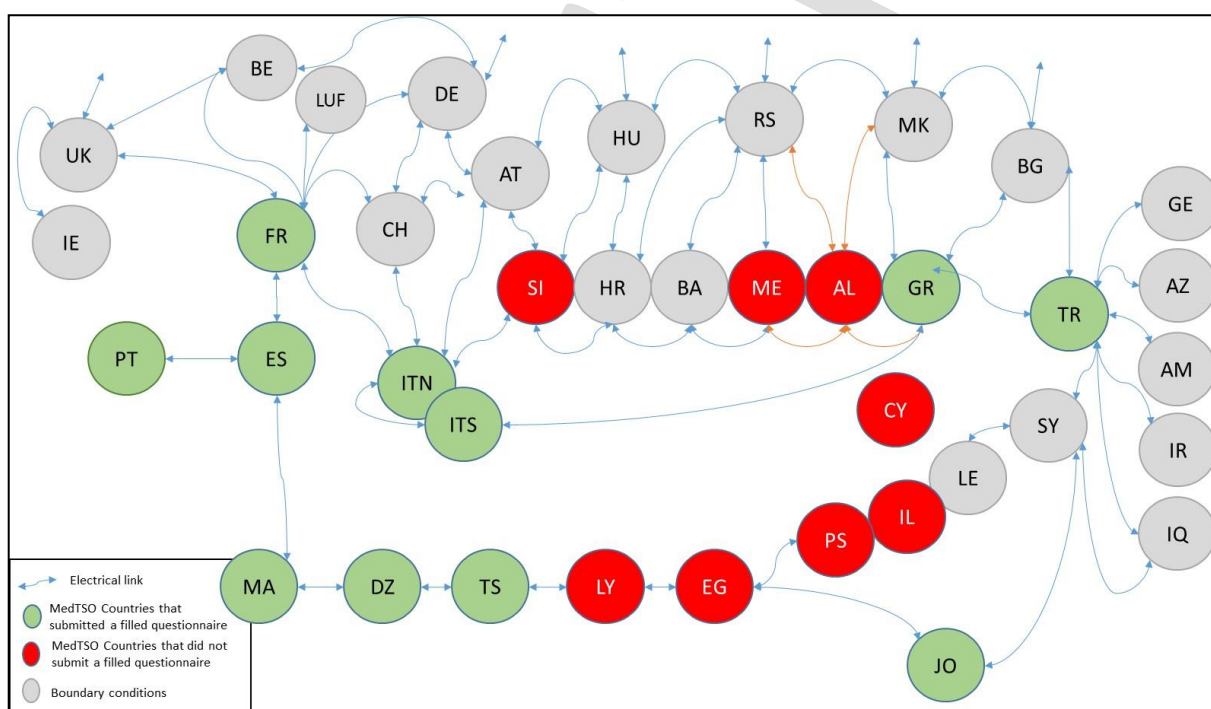 BE
LUF
DE
UK
HU
RS
MK
AT
BG
IE
FR
CH
GE
SI
HR
BA
ME
AL
GR
AZ
TR
PT
ES
ITN
ITS
AM
CY
SY
LE
IR
IL
PS
IQ
MA
DZ
TS
LY
EG
JO
Electrical link
MedTSO Countries that
submitted a filled questionnaire
MedTSO Countries that did not
submit a filled questionnaire
Boundary conditions